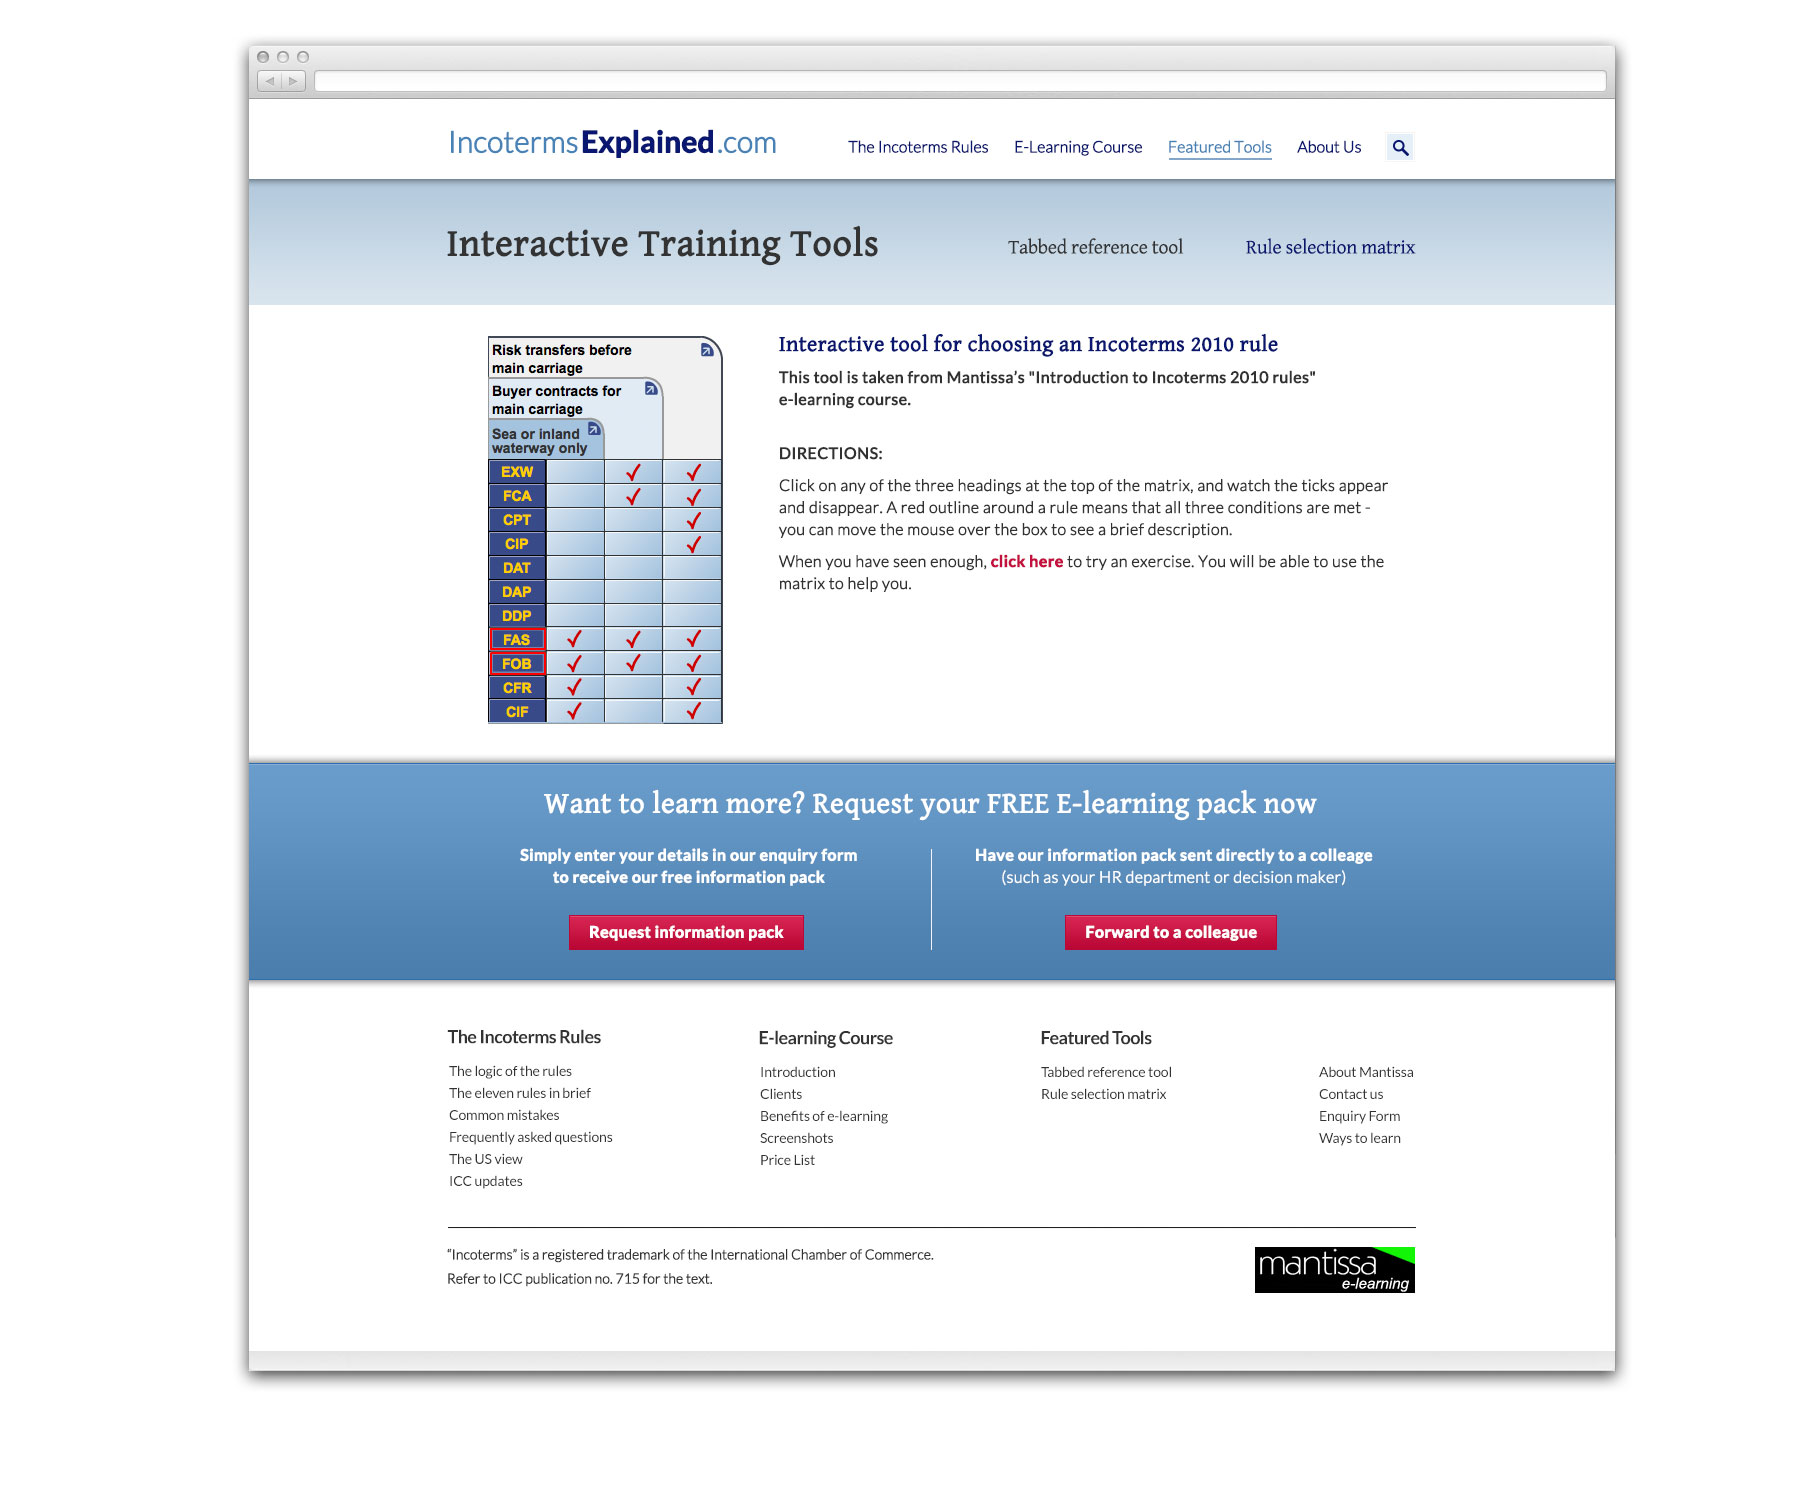 IncotermsExplained.com
The Incoterms Rules
E-Learning Course
Featured Tools
About Us
Interactive Training Tools
Tabbed reference tool
Rule selection matrix
Risk transfers before
main carriage
Buyer contracts for
main carriage
Sea or inland
waterway only
EXW
FCA
CPT
CIP
DAT
DAP
DDP
FAS
FOB
CFR
CIF
Interactive tool for choosing an Incoterms 2010 rule
This tool is taken from Mantissa's "Introduction to Incoterms 2010 rules"
e-learning course.
DIRECTIONS:
Click on any of the three headings at the top of the matrix, and watch the ticks appear
and disappear. A red outline around a rule means that all three conditions are met -
you can move the mouse over the box to see a brief description.
When you have seen enough, click here to try an exercise. You will be able to use the
matrix to help you.
Want to learn more? Request your FREE E-learning pack now
Simply enter your details in our enquiry form
to receive our free information pack
Request information pack
Have our information pack sent directly to a colleage
(such as your HR department or decision maker)
Forward to a colleague
The Incoterms Rules
The logic of the rules
The eleven rules in brief
Common mistakes
Frequently asked questions
The US view
ICC updates
E-learning Course
Introduction
Clients
Benefits of e-learning
Screenshots
Price List
Featured Tools
Tabbed reference tool
Rule selection matrix
About Mantissa
Contact us
Enquiry Form
Ways to learn
“Incoterms” is a registered trademark of the International Chamber of Commerce.
Refer to ICC publication no. 715 for the text.
mantissa
e-learning